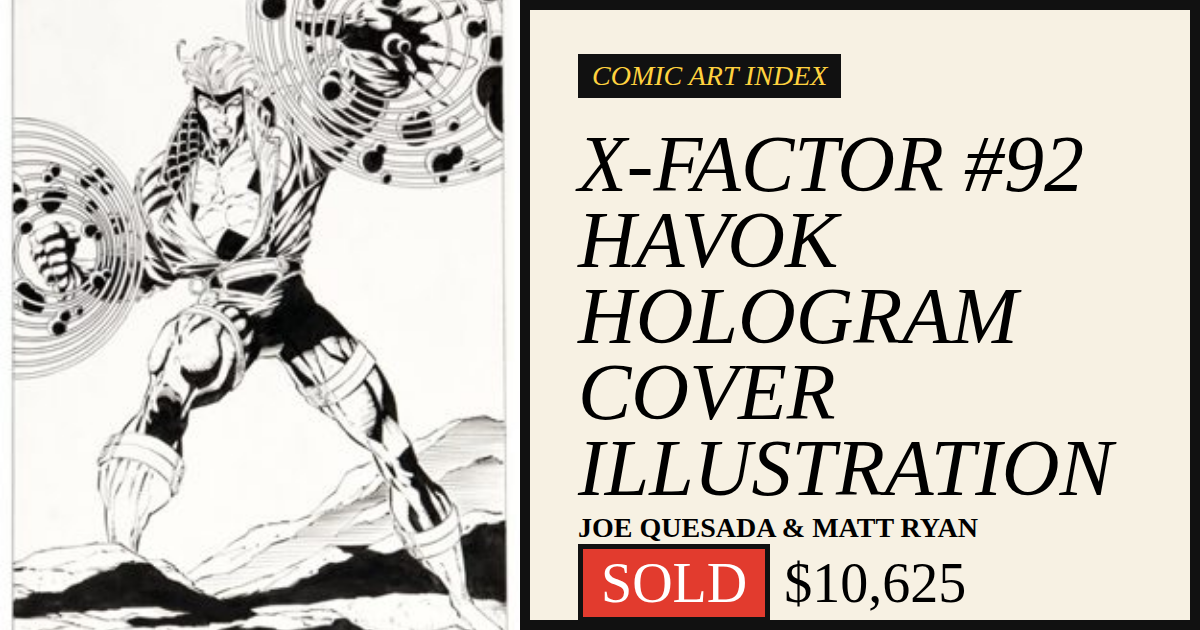 COMIC ART INDEX
X-FACTOR #92
HAVOK
HOLOGRAM
COVER
ILLUSTRATION
JOE QUESADA & MATT RYAN
SOLD $10,625